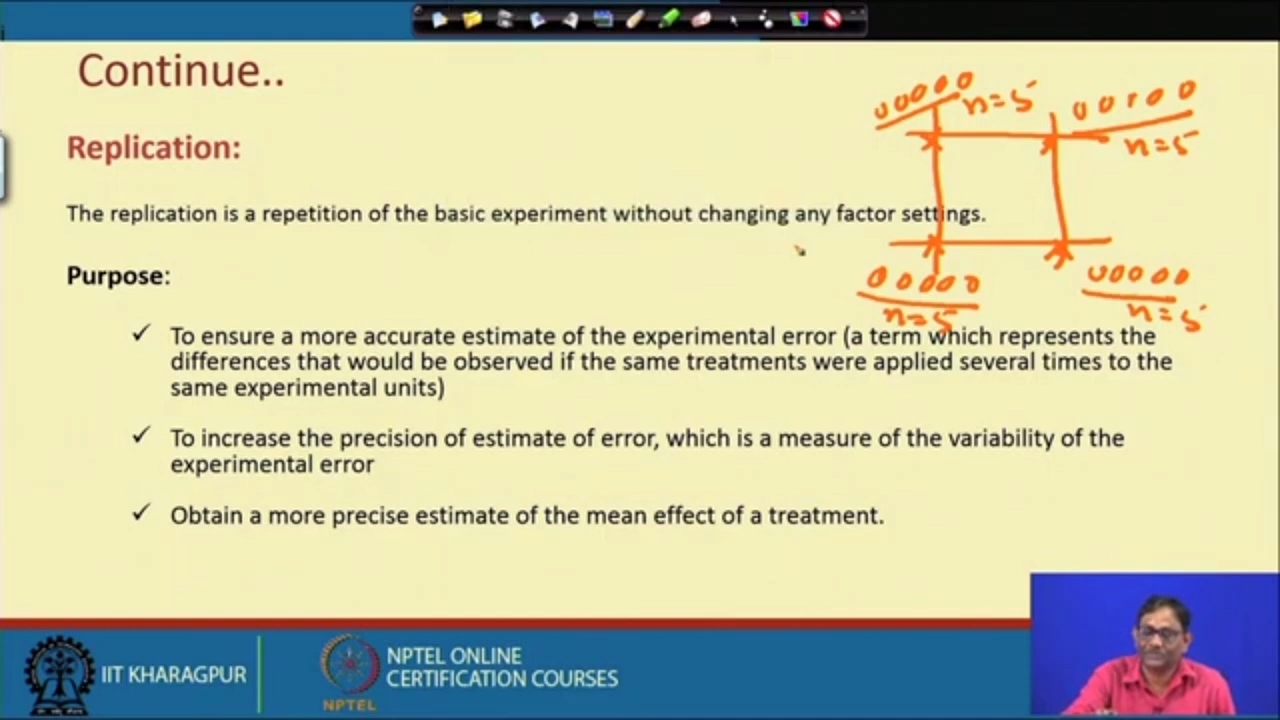 Continue..
00000 n=5
00100
n=5
Replication:
The replication is a repetition of the basic experiment without changing any factor settings.
Purpose:
00000
n=5
00000
n=5
✓ To ensure a more accurate estimate of the experimental error (a term which represents the
differences that would be observed if the same treatments were applied several times to the
same experimental units)
✓ To increase the precision of estimate of error, which is a measure of the variability of the
experimental error
✓ Obtain a more precise estimate of the mean effect of a treatment.
IIT KHARAGPUR
NPTEL
NPTEL ONLINE
CERTIFICATION COURSES